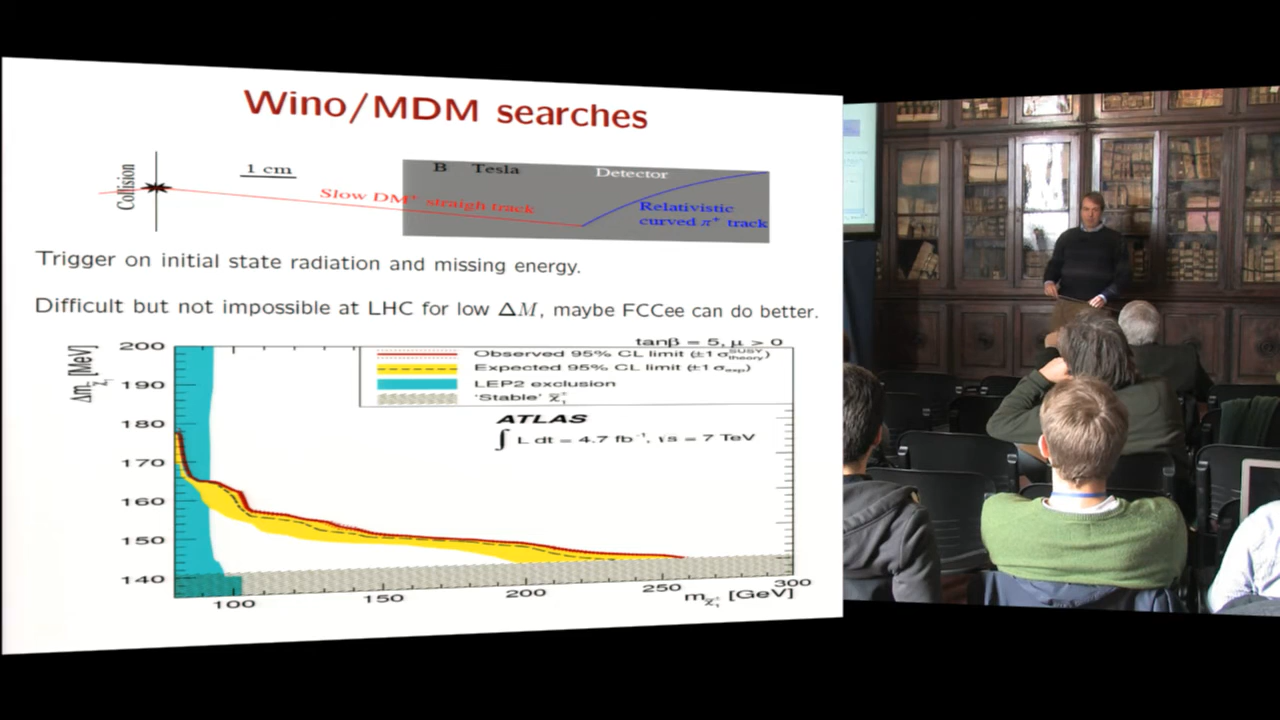 Wino/MDM searches
Collision
1 cm
B Tesla
Detector
Slow DM⁺ straigh track
Relativistic
curved π⁺ track
Trigger on initial state radiation and missing energy.
Difficult but not impossible at LHC for low ΔM, maybe FCCee can do better.
tanβ = 5, μ > 0
Observed 95% CL limit (±1 σ^SUSY_theory)
Expected 95% CL limit (±1 σ_exp)
LEP2 exclusion
'Stable' χ̃₁^±
ATLAS
∫ L dt = 4.7 fb⁻¹, √s = 7 TeV
Δm_χ̃₁ [MeV]
200
190
180
170
160
150
140
100
150
200
250
300
m_χ̃₁^± [GeV]